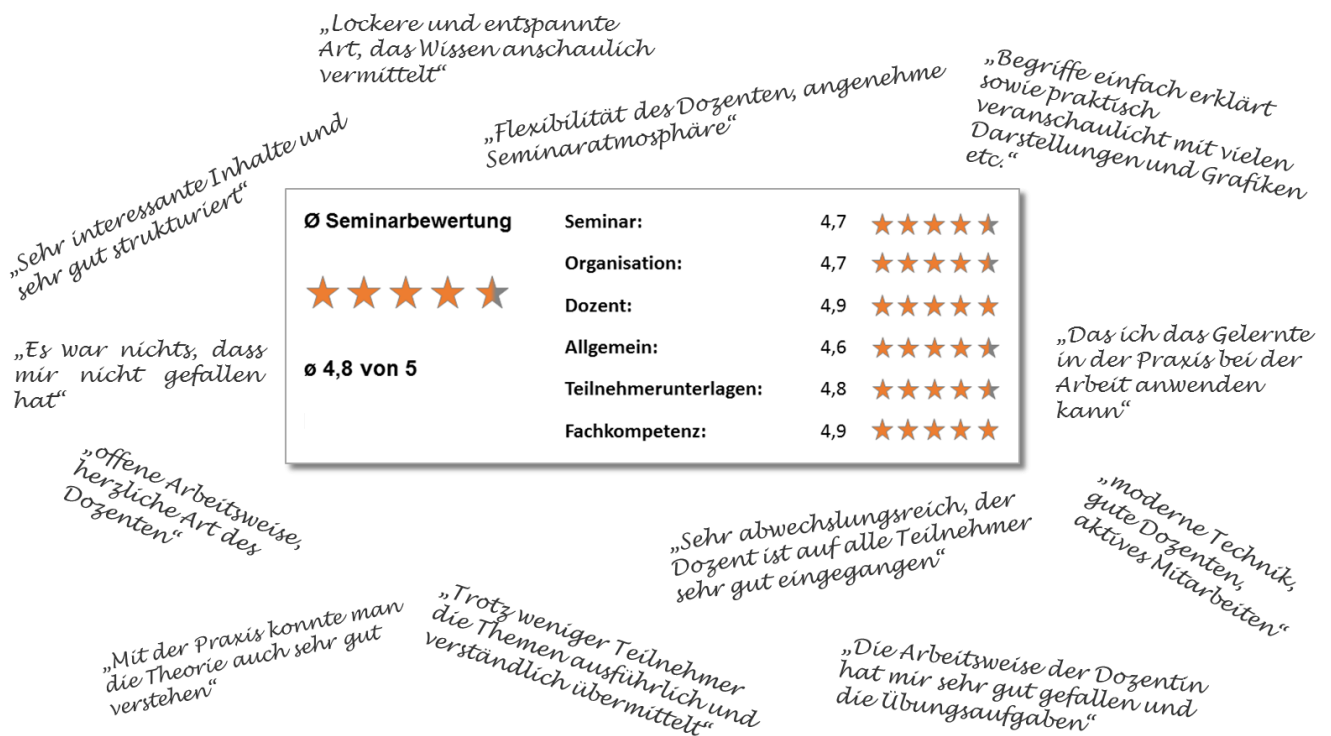 „Lockere und entspannte
Art, das Wissen anschaulich
vermittelt“
„Flexibilität des Dozenten, angenehme
Seminaratmosphäre“
„Begriffe einfach erklärt
sowie praktisch
veranschaulicht mit vielen
Darstellungen und Grafiken
etc.“
„Sehr interessante Inhalte und
sehr gut strukturiert“
Ø Seminarbewertung
ø 4,8 von 5
Seminar: 4,7
Organisation: 4,7
Dozent: 4,9
Allgemein: 4,6
Teilnehmerunterlagen: 4,8
Fachkompetenz: 4,9
„Es war nichts, dass
mir nicht gefallen
hat“
„Das ich das Gelernte
in der Praxis bei der
Arbeit anwenden
kann“
„offene Arbeitsweise,
herzliche Art des
Dozenten“
„Sehr abwechslungsreich, der
Dozent ist auf alle Teilnehmer
sehr gut eingegangen“
„moderne Technik,
gute Dozenten,
aktives Mitarbeiten“
„Mit der Praxis konnte man
die Theorie auch sehr gut
verstehen“
„Trotz weniger Teilnehmer
die Themen ausführlich und
verständlich übermittelt“
„Die Arbeitsweise der Dozentin
hat mir sehr gut gefallen und
die Übungsaufgaben“